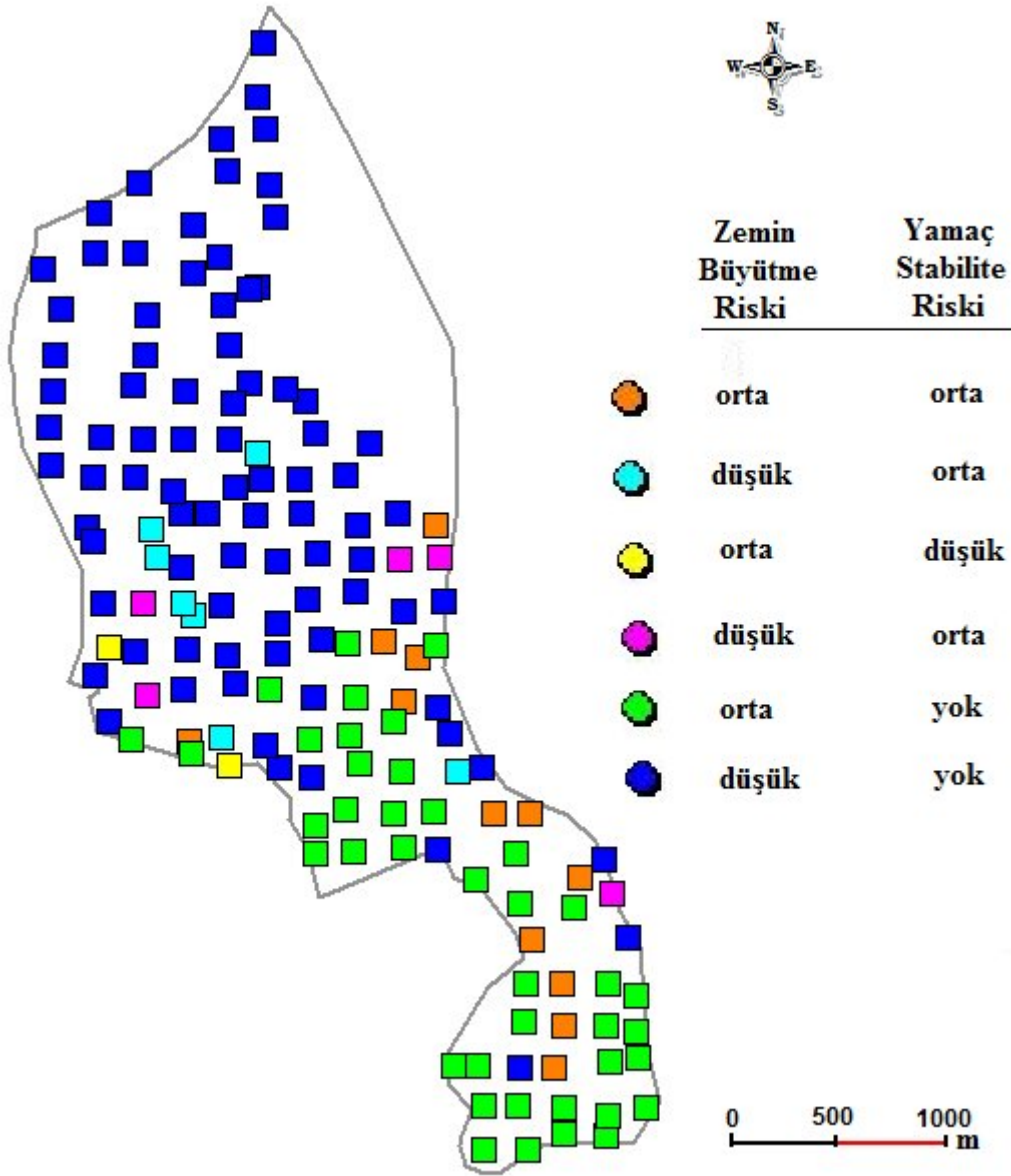 N
W E
S
Zemin Büyütme Riski
Yamaç Stabilite Riski
orta orta
düşük orta
orta düşük
düşük orta
orta yok
düşük yok
0 500 1000 m